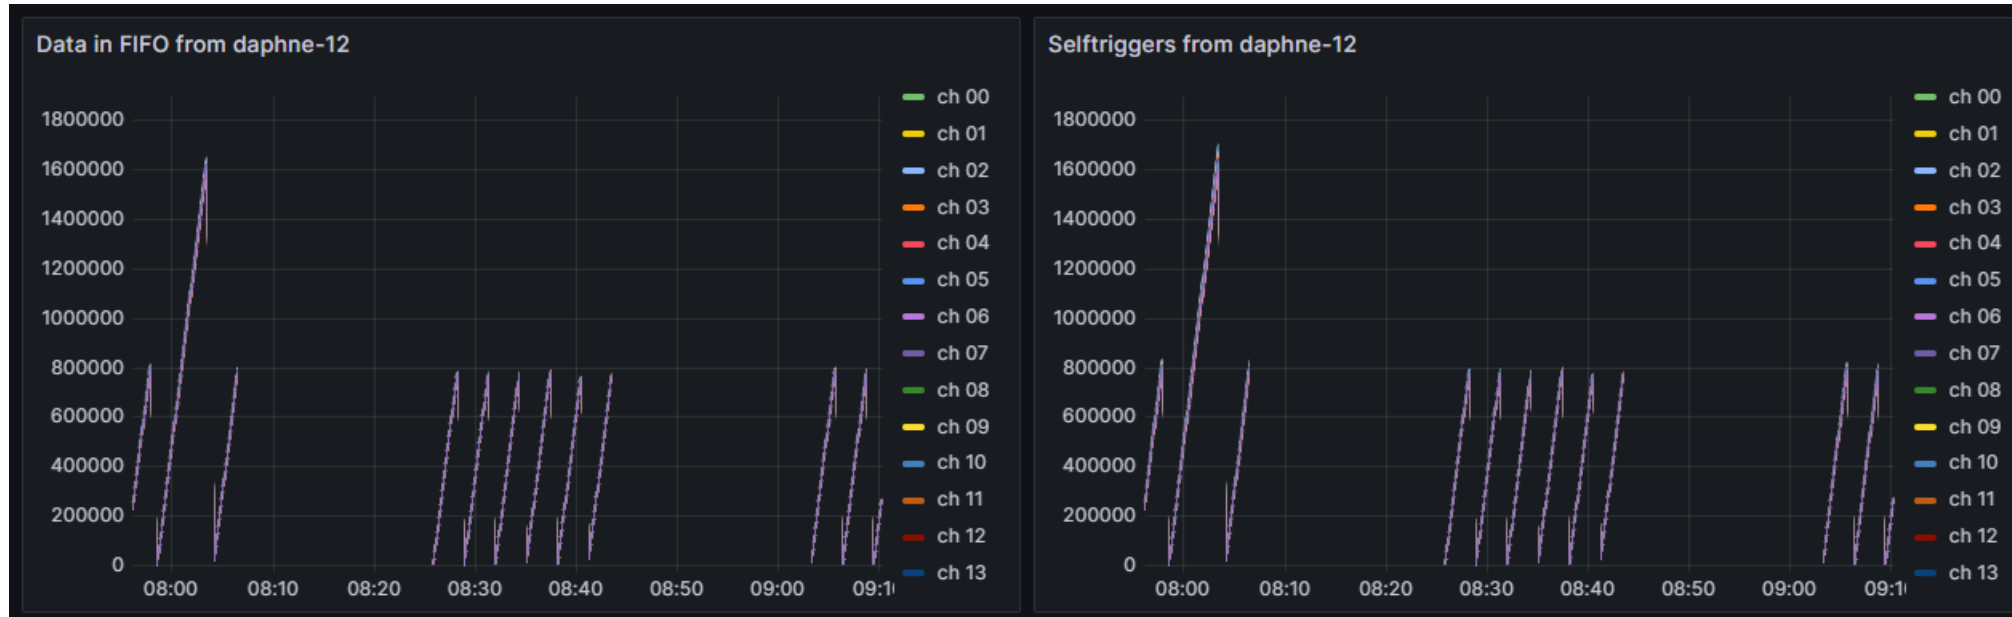 Data in FIFO from daphne-12
1800000
1600000
1400000
1200000
1000000
800000
600000
400000
200000
0
08:00 08:10 08:20 08:30 08:40 08:50 09:00
ch 00
ch 01
ch 02
ch 03
ch 04
ch 05
ch 06
ch 07
ch 08
ch 09
ch 10
ch 11
ch 12
ch 13
Selftriggers from daphne-12
1800000
1600000
1400000
1200000
1000000
800000
600000
400000
200000
0
08:00 08:10 08:20 08:30 08:40 08:50 09:00
ch 00
ch 01
ch 02
ch 03
ch 04
ch 05
ch 06
ch 07
ch 08
ch 09
ch 10
ch 11
ch 12
ch 13